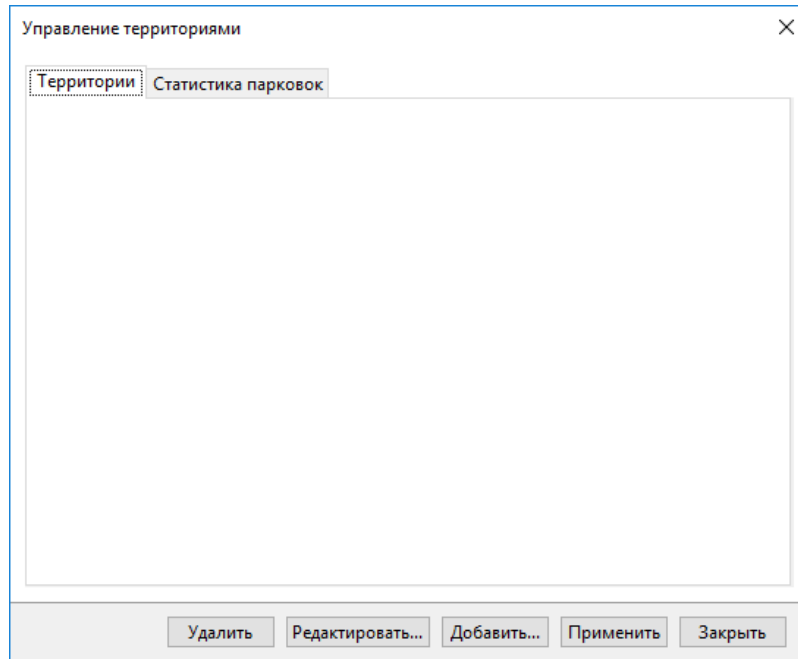 Управление территориями
Территории Статистика парковок
Удалить Редактировать... Добавить... Применить Закрыть